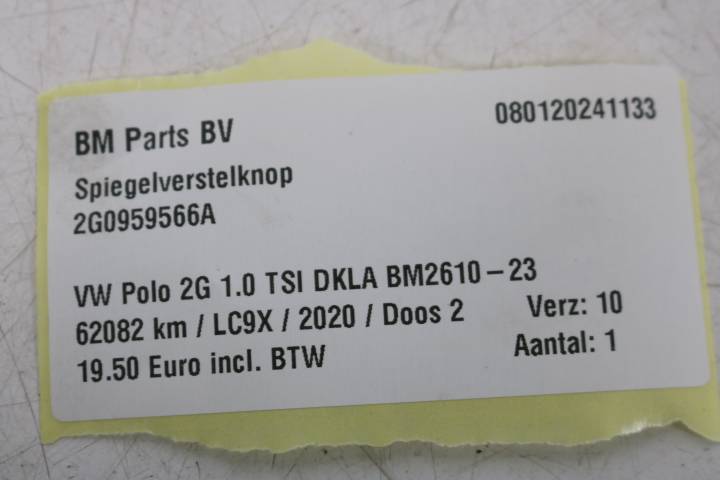 BM Parts BV
080120241133
Spiegelverstelknop
2G0959566A
VW Polo 2G 1.0 TSI DKLA BM2610-23
62082 km / LC9X / 2020 / Doos 2
Verz: 10
19.50 Euro incl. BTW
Aantal: 1